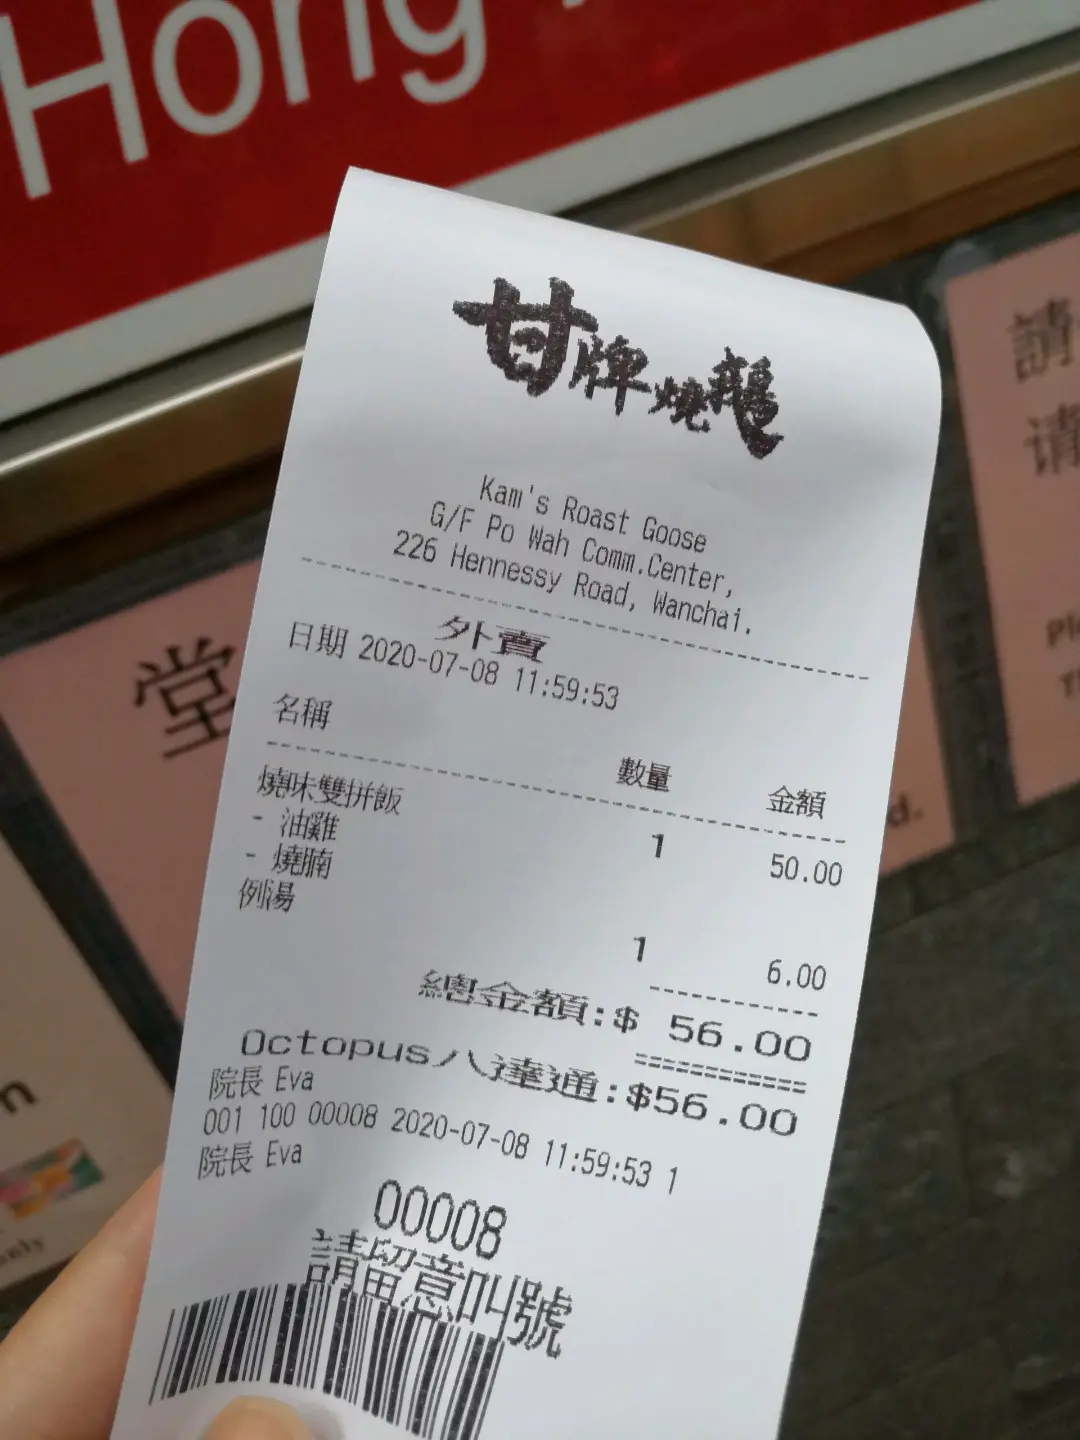 Hong
甘牌燒鵝
Kam's Roast Goose
G/F Po Wah Comm.Center,
226 Hennessy Road, Wanchai.
外賣
日期 2020-07-08 11:59:53
名稱 數量 金額
燒味雙拼飯 1 50.00
- 油雞
- 燒腩
例湯 1 6.00
總金額:$ 56.00
Octopus八達通:$56.00
院長 Eva
001 100 00008 2020-07-08 11:59:53 1
院長 Eva
00008
請留意叫號
堂
請
请